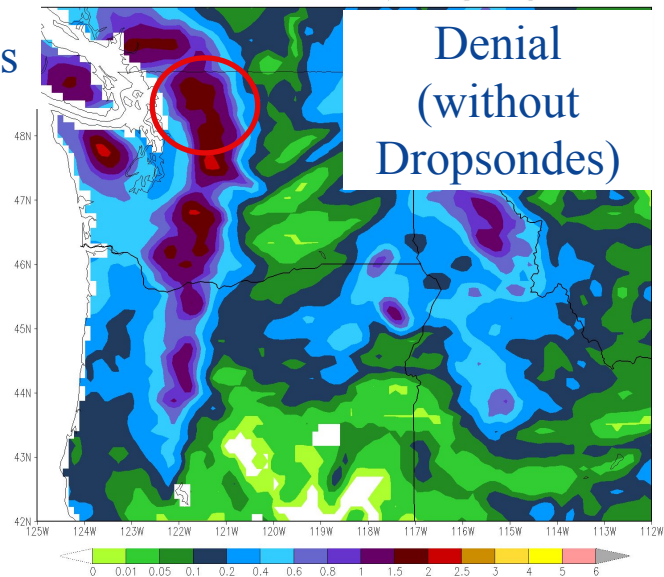 s
Denial
(without
Dropsondes)
48N
47N
46N
45N
44N
43N
42N
125W 124W 123W 122W 121W 120W 119W 118W 117W 116W 115W 114W 113W 112W
0 0.01 0.05 0.1 0.2 0.4 0.6 0.8 1 1.5 2 2.5 3 4 5 6